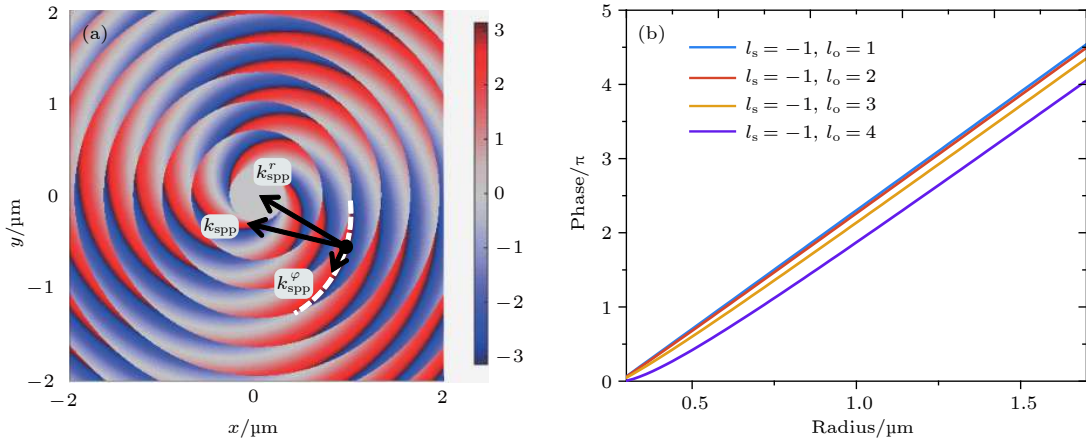 (a)
2
1
0
−1
−2
y/μm
−2
0
2
x/μm
k^r_spp
k_spp
k^φ_spp
3
2
1
0
−1
−2
−3
(b)
l_s = −1, l_o = 1
l_s = −1, l_o = 2
l_s = −1, l_o = 3
l_s = −1, l_o = 4
5
4
3
2
1
0
Phase/π
0.5
1.0
1.5
Radius/μm